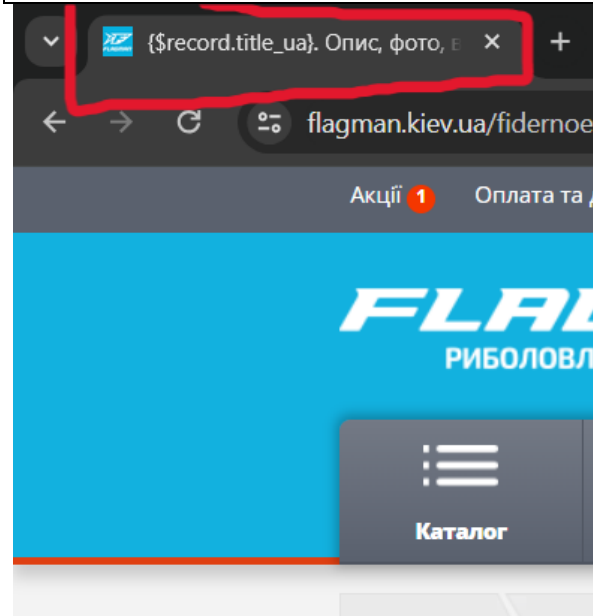 {$record.title_ua}. Опис, фото,
flagman.kiev.ua/fidernoe
Акції 1 Оплата та
РИБОЛОВЛ
Каталог